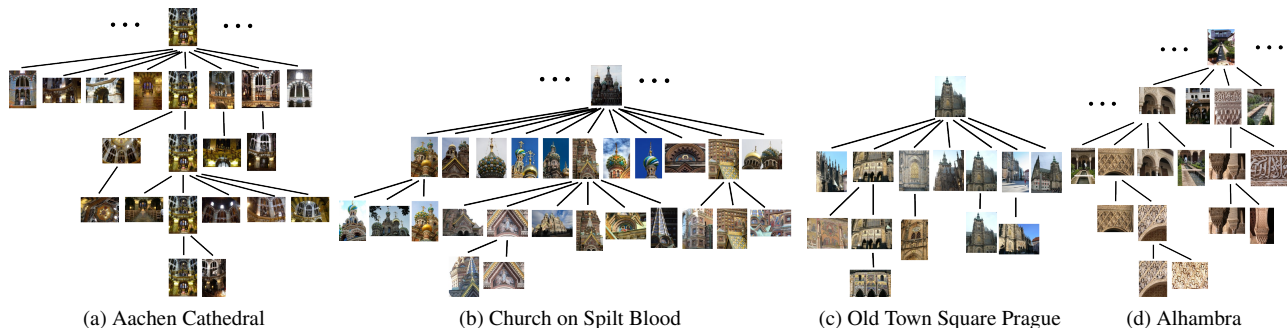 (a) Aachen Cathedral
(b) Church on Spilt Blood
(c) Old Town Square Prague
(d) Alhambra